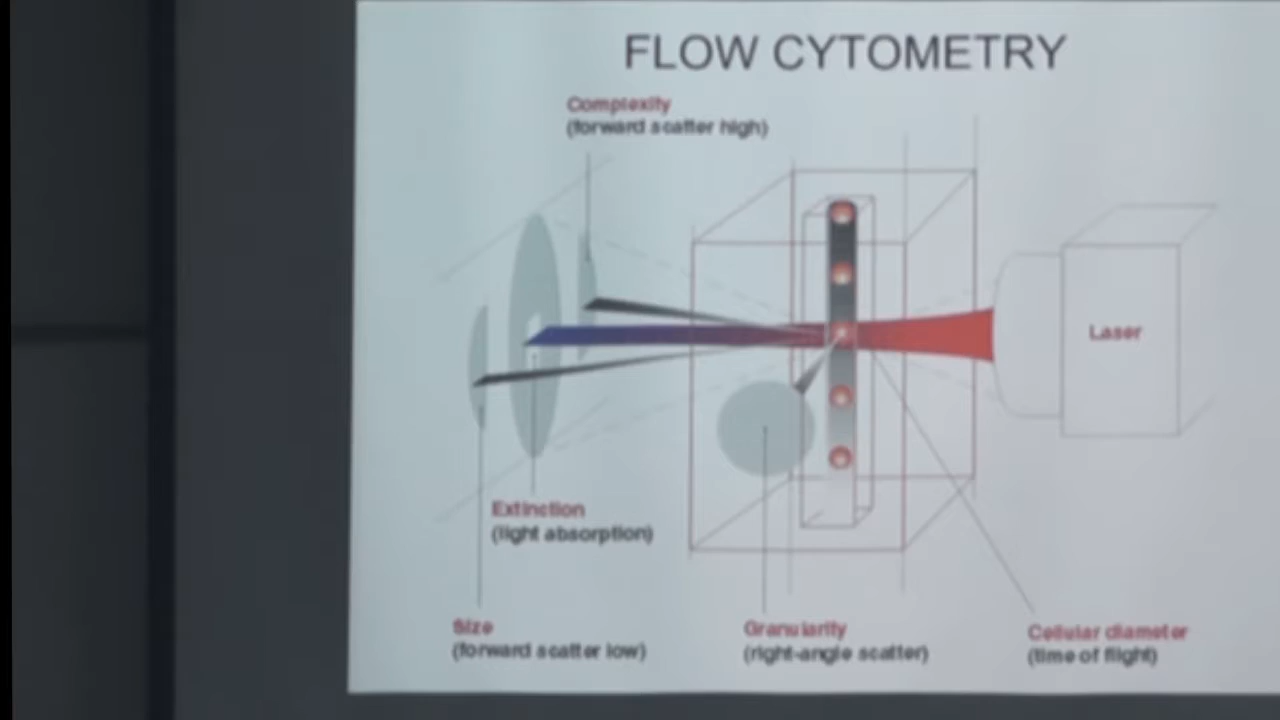 FLOW CYTOMETRY
Complexity
(forward scatter high)
Laser
Extinction
(light absorption)
Size
(forward scatter low)
Granularity
(right-angle scatter)
Cellular diameter
(time of flight)